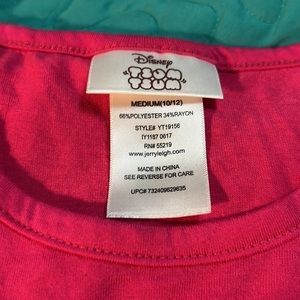 Disney
TSUM
TSUM
MEDIUM(10/12)
66%POLYESTER 34%RAYON
STYLE# YT19156
IY1187 0617
RN# 55219
www.jerryleigh.com
MADE IN CHINA
SEE REVERSE FOR CARE
UPC# 732409829635